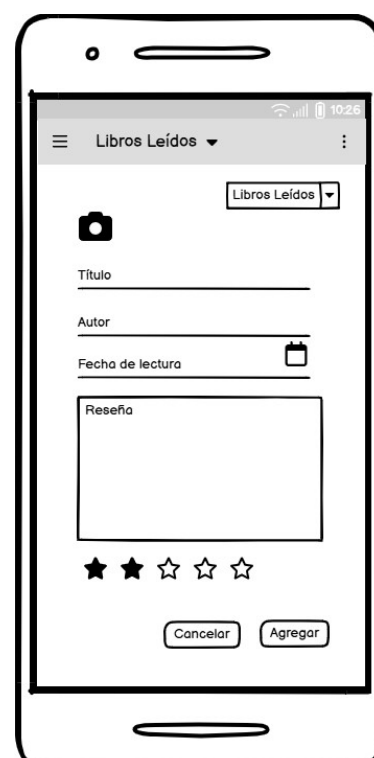 10:26
Libros Leídos
Libros Leídos
Título
Autor
Fecha de lectura
Reseña
Cancelar Agregar